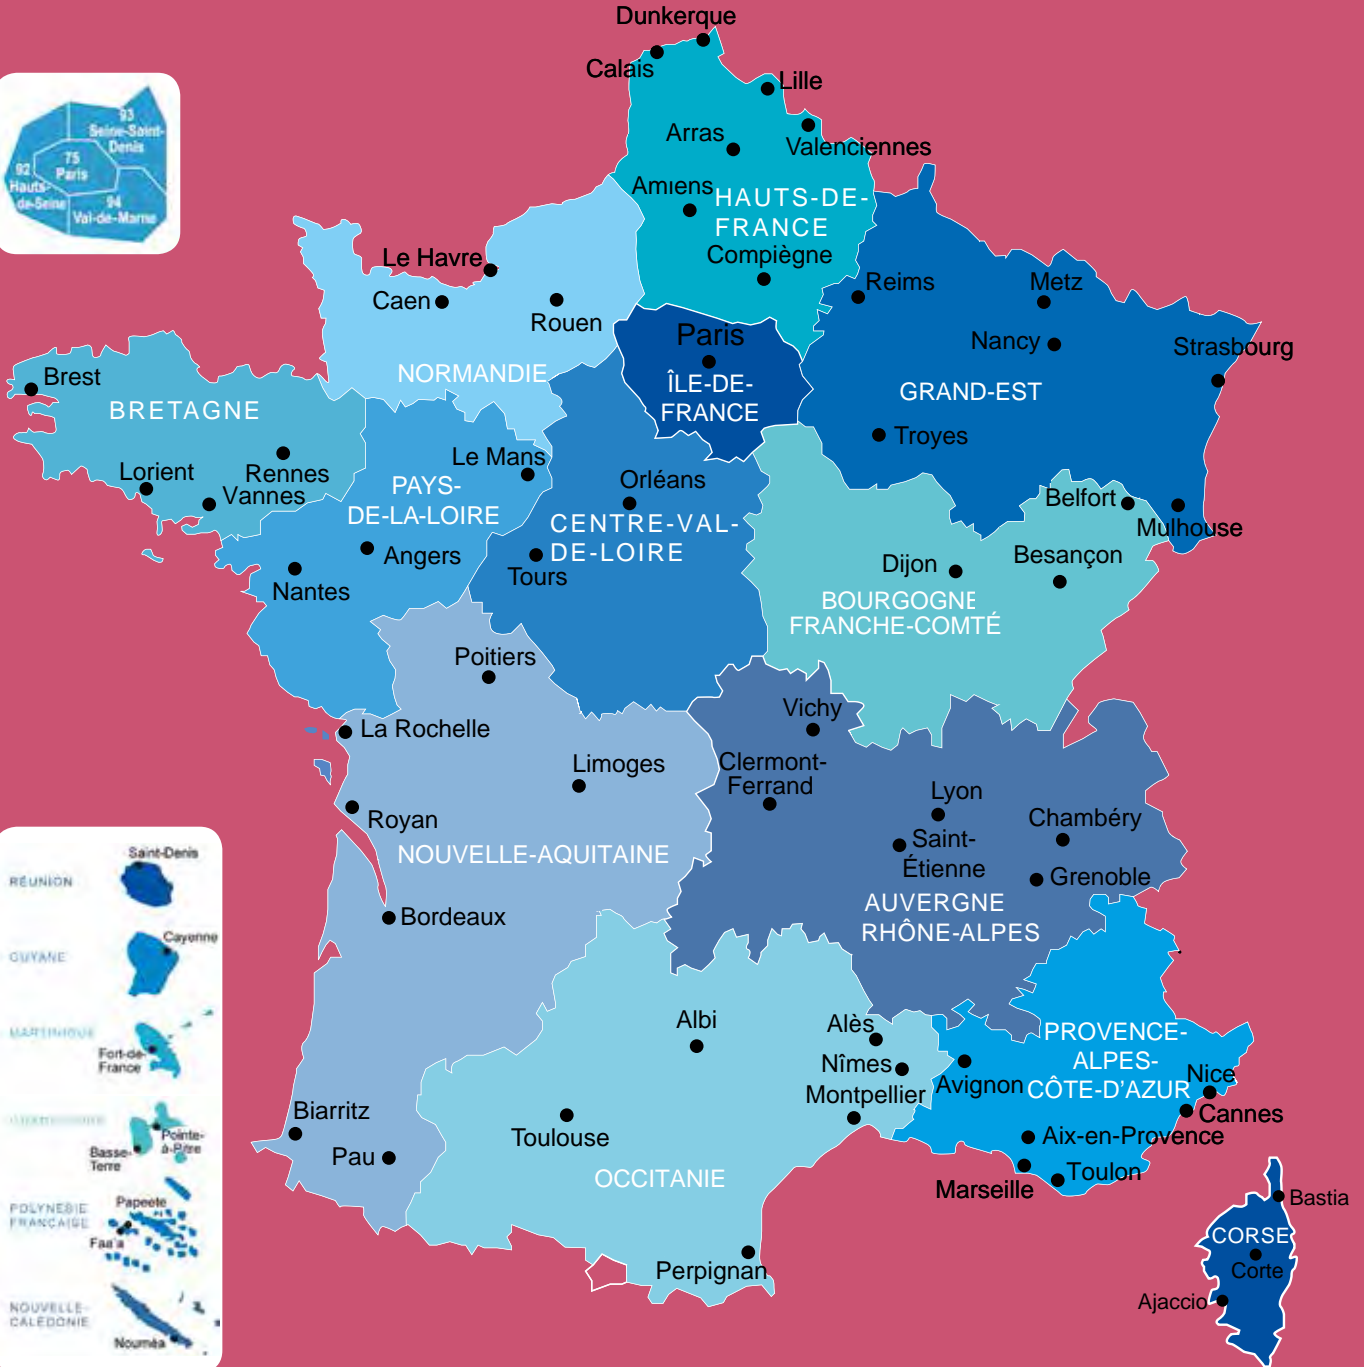 Dunkerque
Calais
Lille
Arras
Valenciennes
Amiens
HAUTS-DE-
FRANCE
Compiègne
93
Seine-Saint-
Denis
75
Paris
92
Hauts-
de-Seine
94
Val-de-Marne
Le Havre
Caen
Rouen
NORMANDIE
Reims
Metz
Nancy
Strasbourg
GRAND-EST
Troyes
Mulhouse
Paris
ÎLE-DE-
FRANCE
Brest
BRETAGNE
Lorient
Rennes
Vannes
Le Mans
PAYS-
DE-LA-LOIRE
Angers
Nantes
Orléans
CENTRE-VAL-
DE-LOIRE
Tours
Belfort
Besançon
Dijon
BOURGOGNE
FRANCHE-COMTÉ
Poitiers
La Rochelle
Limoges
Royan
NOUVELLE-AQUITAINE
Bordeaux
Biarritz
Pau
Vichy
Clermont-
Ferrand
Lyon
Chambéry
Saint-
Étienne
Grenoble
AUVERGNE
RHÔNE-ALPES
Albi
Alès
Nîmes
Montpellier
Toulouse
OCCITANIE
Perpignan
PROVENCE-
ALPES-
CÔTE-D'AZUR
Avignon
Nice
Cannes
Aix-en-Provence
Toulon
Marseille
Bastia
CORSE
Corte
Ajaccio
Saint-Denis
RÉUNION
Cayenne
GUYANE
MARTINIQUE
Fort-de-
France
Pointe-
à-Pitre
Basse-
Terre
Papeete
POLYNÉSIE
FRANÇAISE
Faa'a
NOUVELLE-
CALÉDONIE
Nouméa